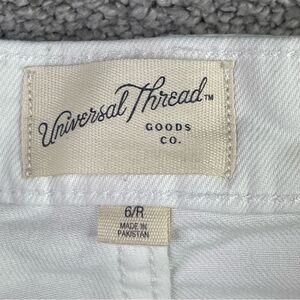 Universal Thread™
GOODS
CO.
6/R
MADE IN
PAKISTAN